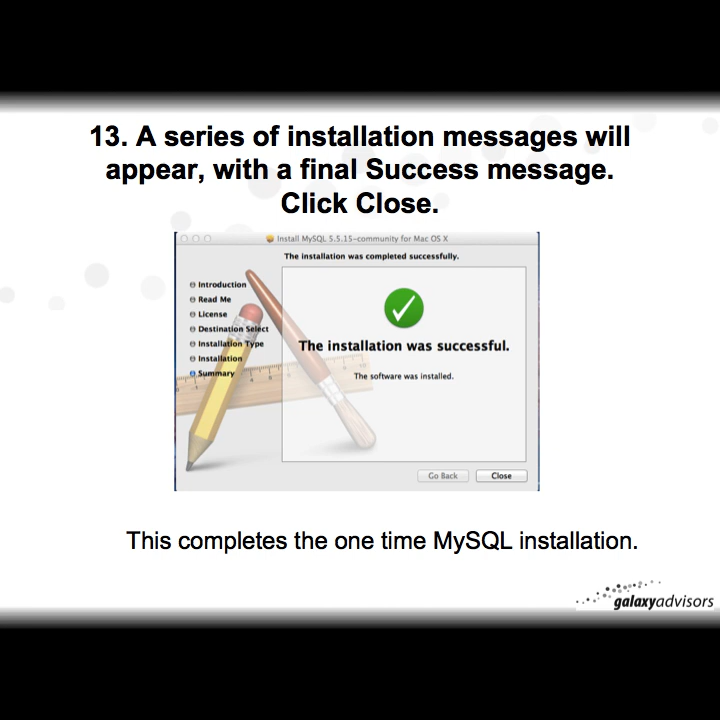 13. A series of installation messages will
appear, with a final Success message.
Click Close.
Install MySQL 5.5.15-community for Mac OS X
The installation was completed successfully.
Introduction
Read Me
License
Destination Select
Installation Type
Installation
Summary
The installation was successful.
The software was installed.
Go Back
Close
This completes the one time MySQL installation.
galaxyadvisors